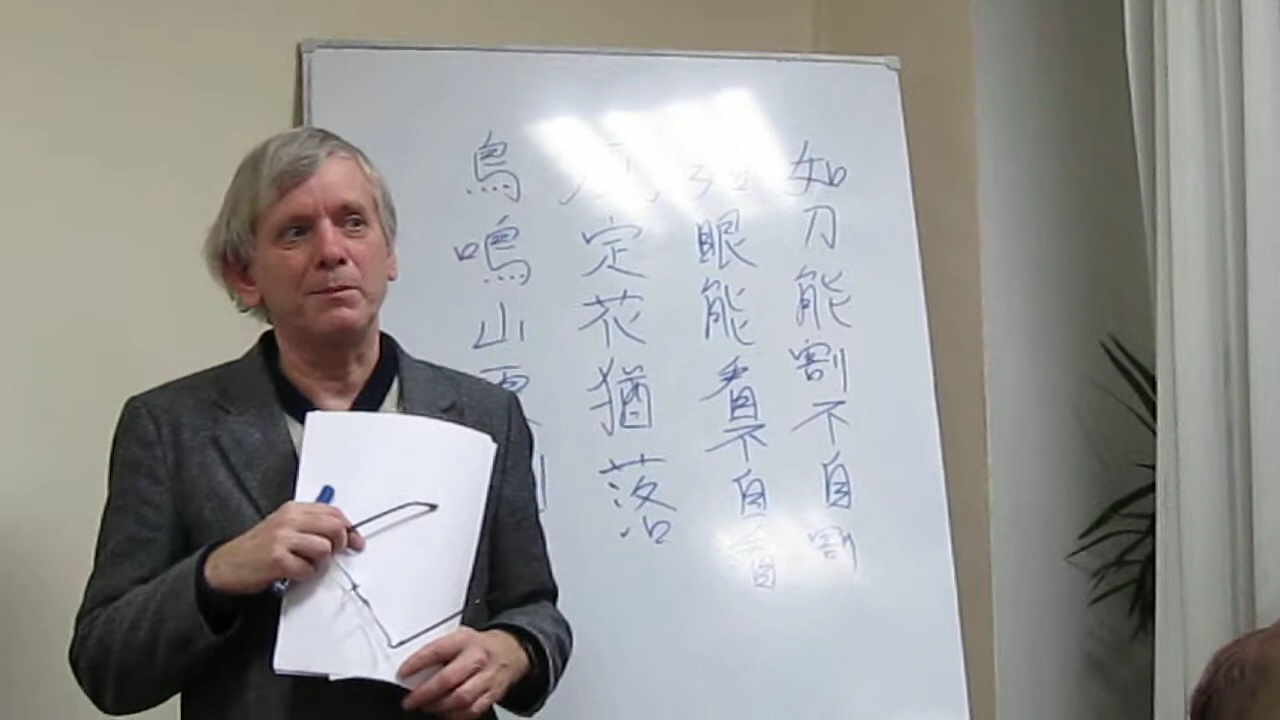 如刀能割不自割
如眼能看不自看
定花猶落
鳥鳴山